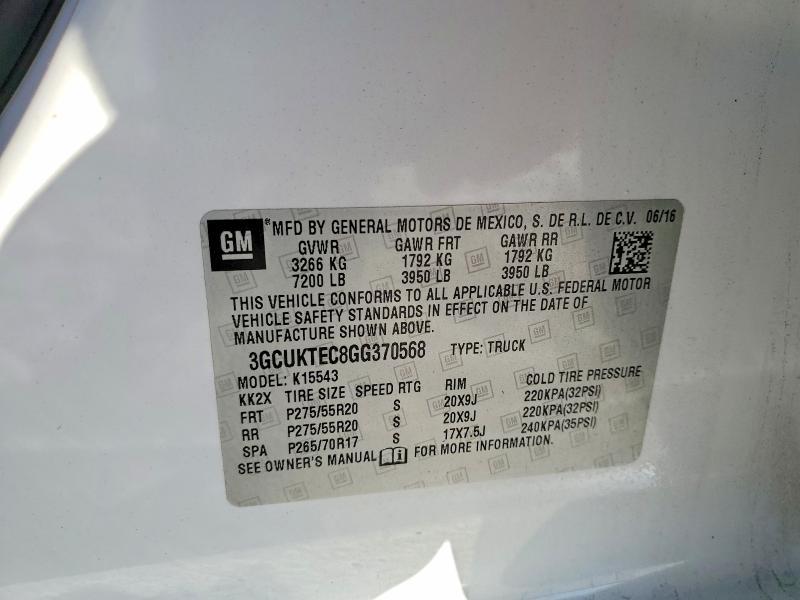 GM ® MFD BY GENERAL MOTORS DE MEXICO, S. DE R.L. DE C.V. 06/16
GVWR GAWR FRT GAWR RR
3266 KG 1792 KG 1792 KG
7200 LB 3950 LB 3950 LB
THIS VEHICLE CONFORMS TO ALL APPLICABLE U.S. FEDERAL MOTOR
VEHICLE SAFETY STANDARDS IN EFFECT ON THE DATE OF
MANUFACTURE SHOWN ABOVE.
3GCUKTEC8GG370568 TYPE: TRUCK
MODEL: K15543
KK2X TIRE SIZE SPEED RTG RIM COLD TIRE PRESSURE
FRT P275/55R20 S 20X9J 220KPA(32PSI)
RR P275/55R20 S 20X9J 220KPA(32PSI)
SPA P265/70R17 S 17X7.5J 240KPA(35PSI)
SEE OWNER'S MANUAL FOR MORE INFORMATION.